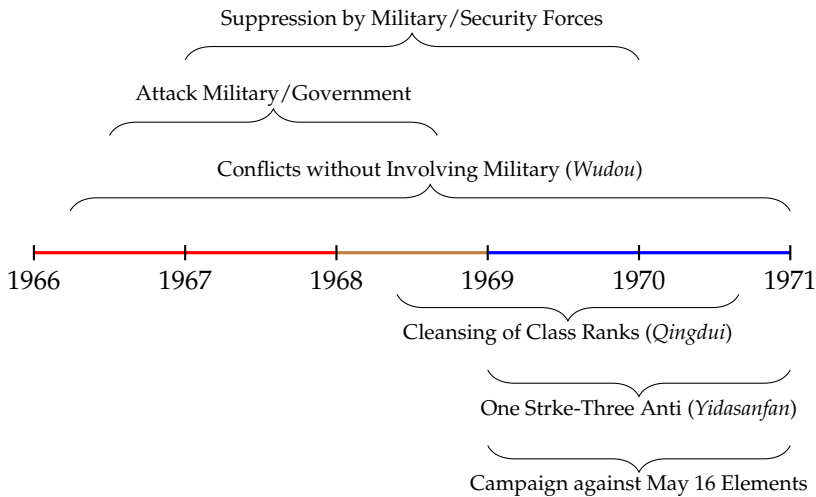 Suppression by Military/Security Forces
Attack Military/Government
Conflicts without Involving Military (Wudou)
1966 1967 1968 1969 1970 1971
Cleansing of Class Ranks (Qingdui)
One Strke-Three Anti (Yidasanfan)
Campaign against May 16 Elements